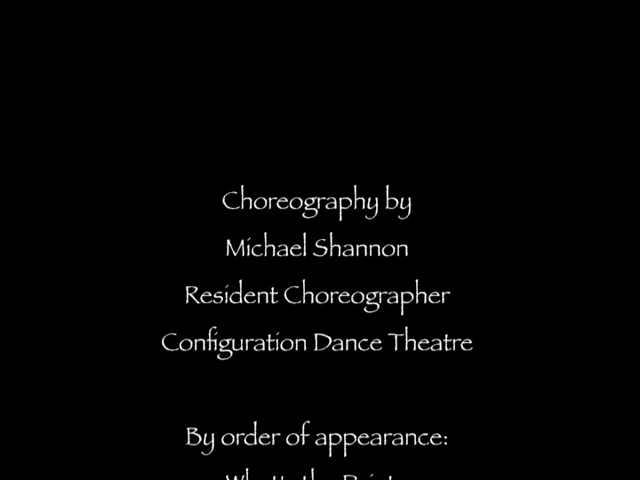 Choreography by
Michael Shannon
Resident Choreographer
Configuration Dance Theatre
By order of appearance: